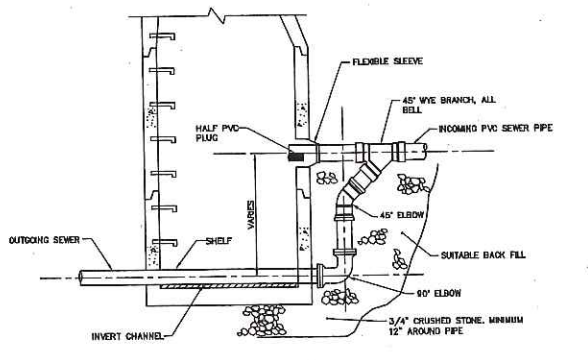 FLEXIBLE SLEEVE
45° WYE BRANCH, ALL
BELL
INCOMING PVC SEWER PIPE
HALF PVC
PLUG
VARIES
45° ELBOW
OUTGOING SEWER
SHELF
SUITABLE BACK FILL
90° ELBOW
INVERT CHANNEL
3/4" CRUSHED STONE. MINIMUM
12" AROUND PIPE